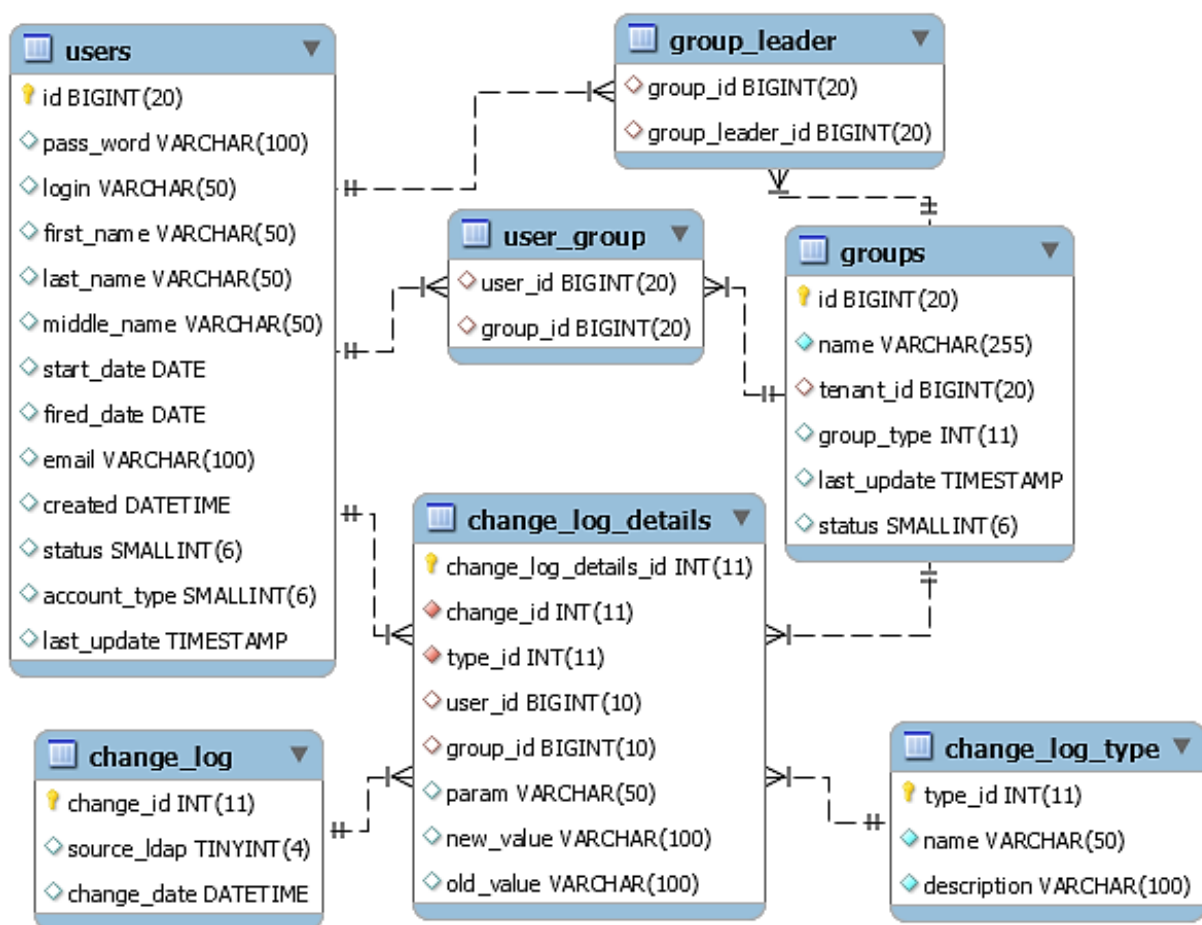 users
id BIGINT(20)
pass_word VARCHAR(100)
login VARCHAR(50)
first_name VARCHAR(50)
last_name VARCHAR(50)
middle_name VARCHAR(50)
start_date DATE
fired_date DATE
email VARCHAR(100)
created DATETIME
status SMALLINT(6)
account_type SMALLINT(6)
last_update TIMESTAMP
group_leader
group_id BIGINT(20)
group_leader_id BIGINT(20)
user_group
user_id BIGINT(20)
group_id BIGINT(20)
groups
id BIGINT(20)
name VARCHAR(255)
tenant_id BIGINT(20)
group_type INT(11)
last_update TIMESTAMP
status SMALLINT(6)
change_log_details
change_log_details_id INT(11)
change_id INT(11)
type_id INT(11)
user_id BIGINT(10)
group_id BIGINT(10)
param VARCHAR(50)
new_value VARCHAR(100)
old_value VARCHAR(100)
change_log
change_id INT(11)
source_ldap TINYINT(4)
change_date DATETIME
change_log_type
type_id INT(11)
name VARCHAR(50)
description VARCHAR(100)